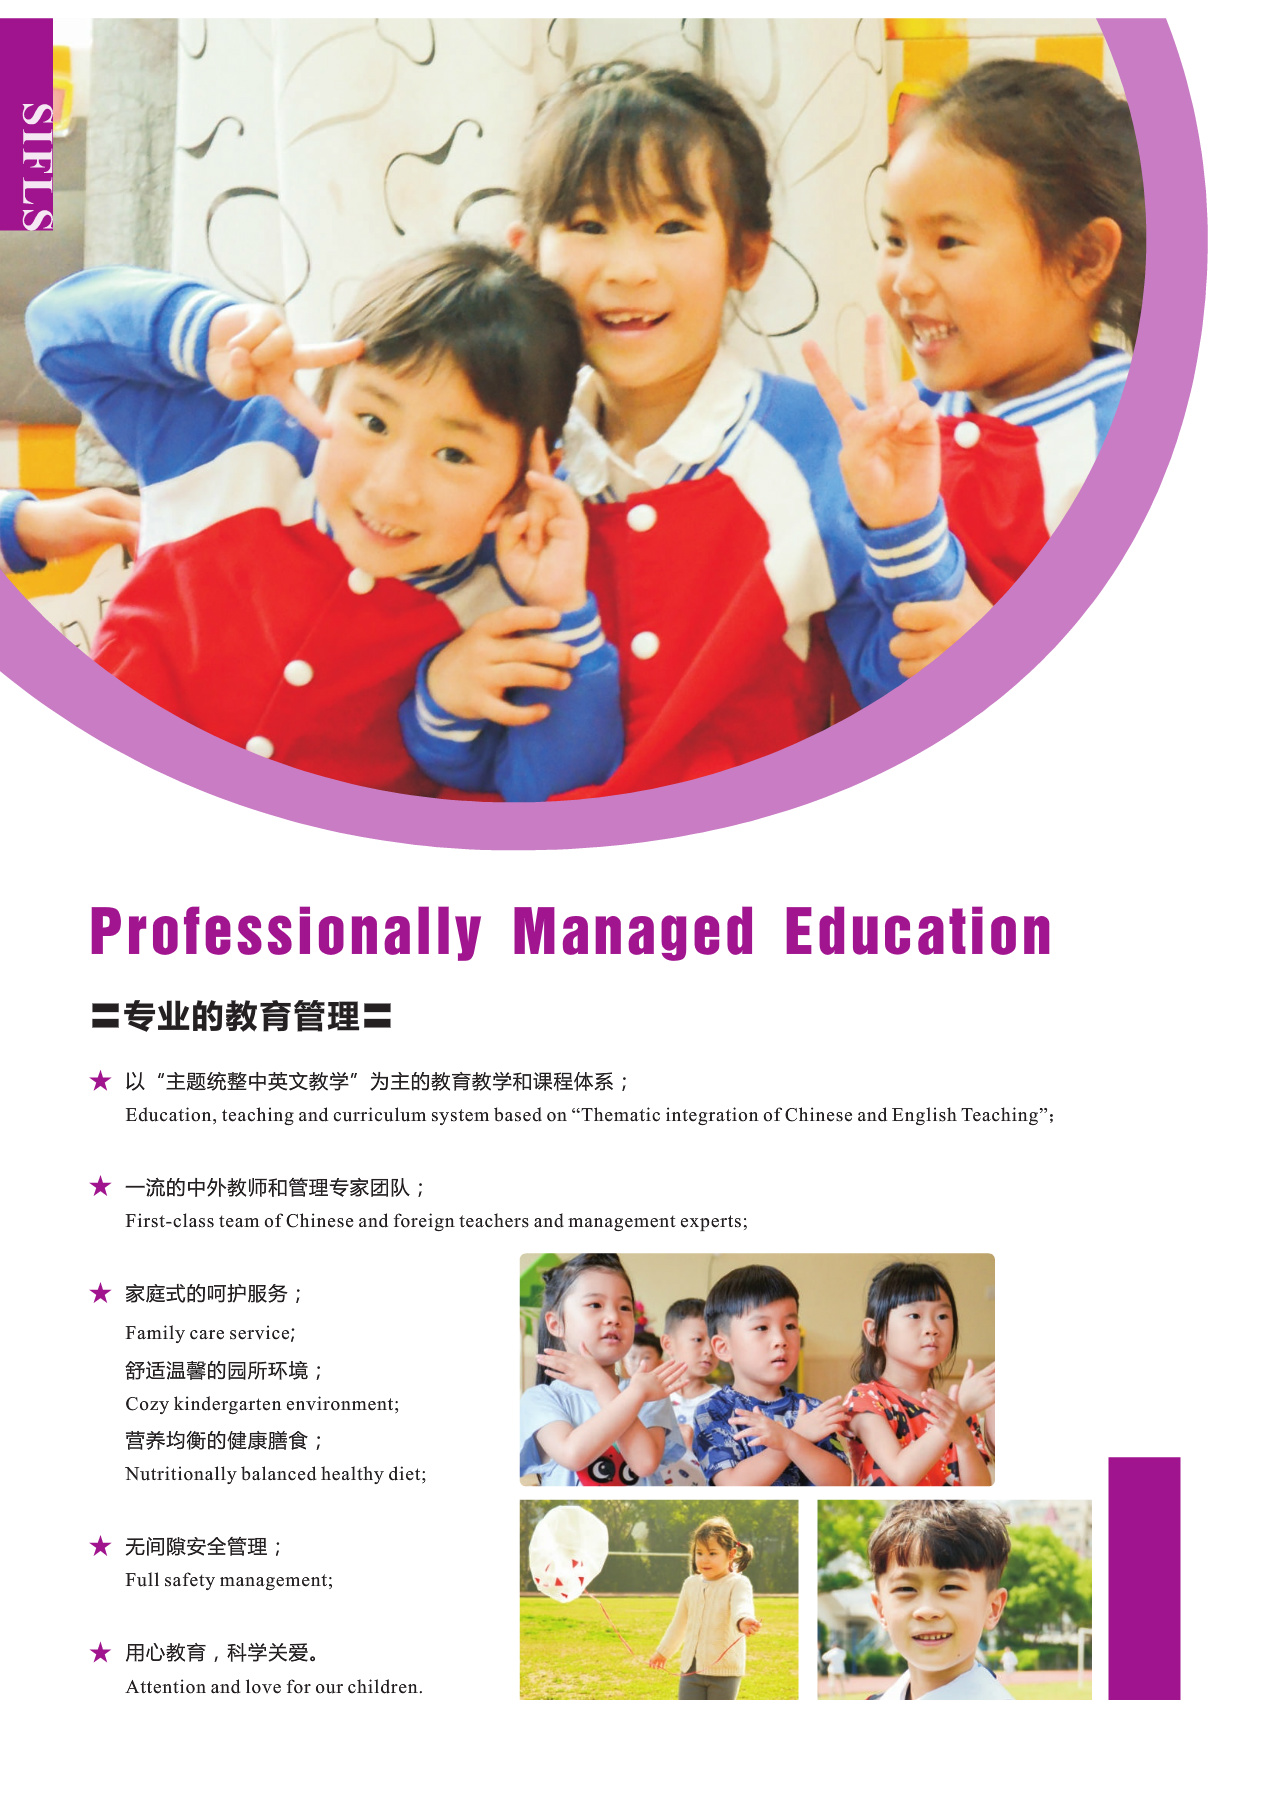 SIFLS
Professionally Managed Education
〓专业的教育管理〓
★ 以“主题统整中英文教学”为主的教育教学和课程体系；
Education, teaching and curriculum system based on “Thematic integration of Chinese and English Teaching”;
★ 一流的中外教师和管理专家团队；
First-class team of Chinese and foreign teachers and management experts;
★ 家庭式的呵护服务；
Family care service;
舒适温馨的园所环境；
Cozy kindergarten environment;
营养均衡的健康膳食；
Nutritionally balanced healthy diet;
★ 无间隙安全管理；
Full safety management;
★ 用心教育，科学关爱。
Attention and love for our children.